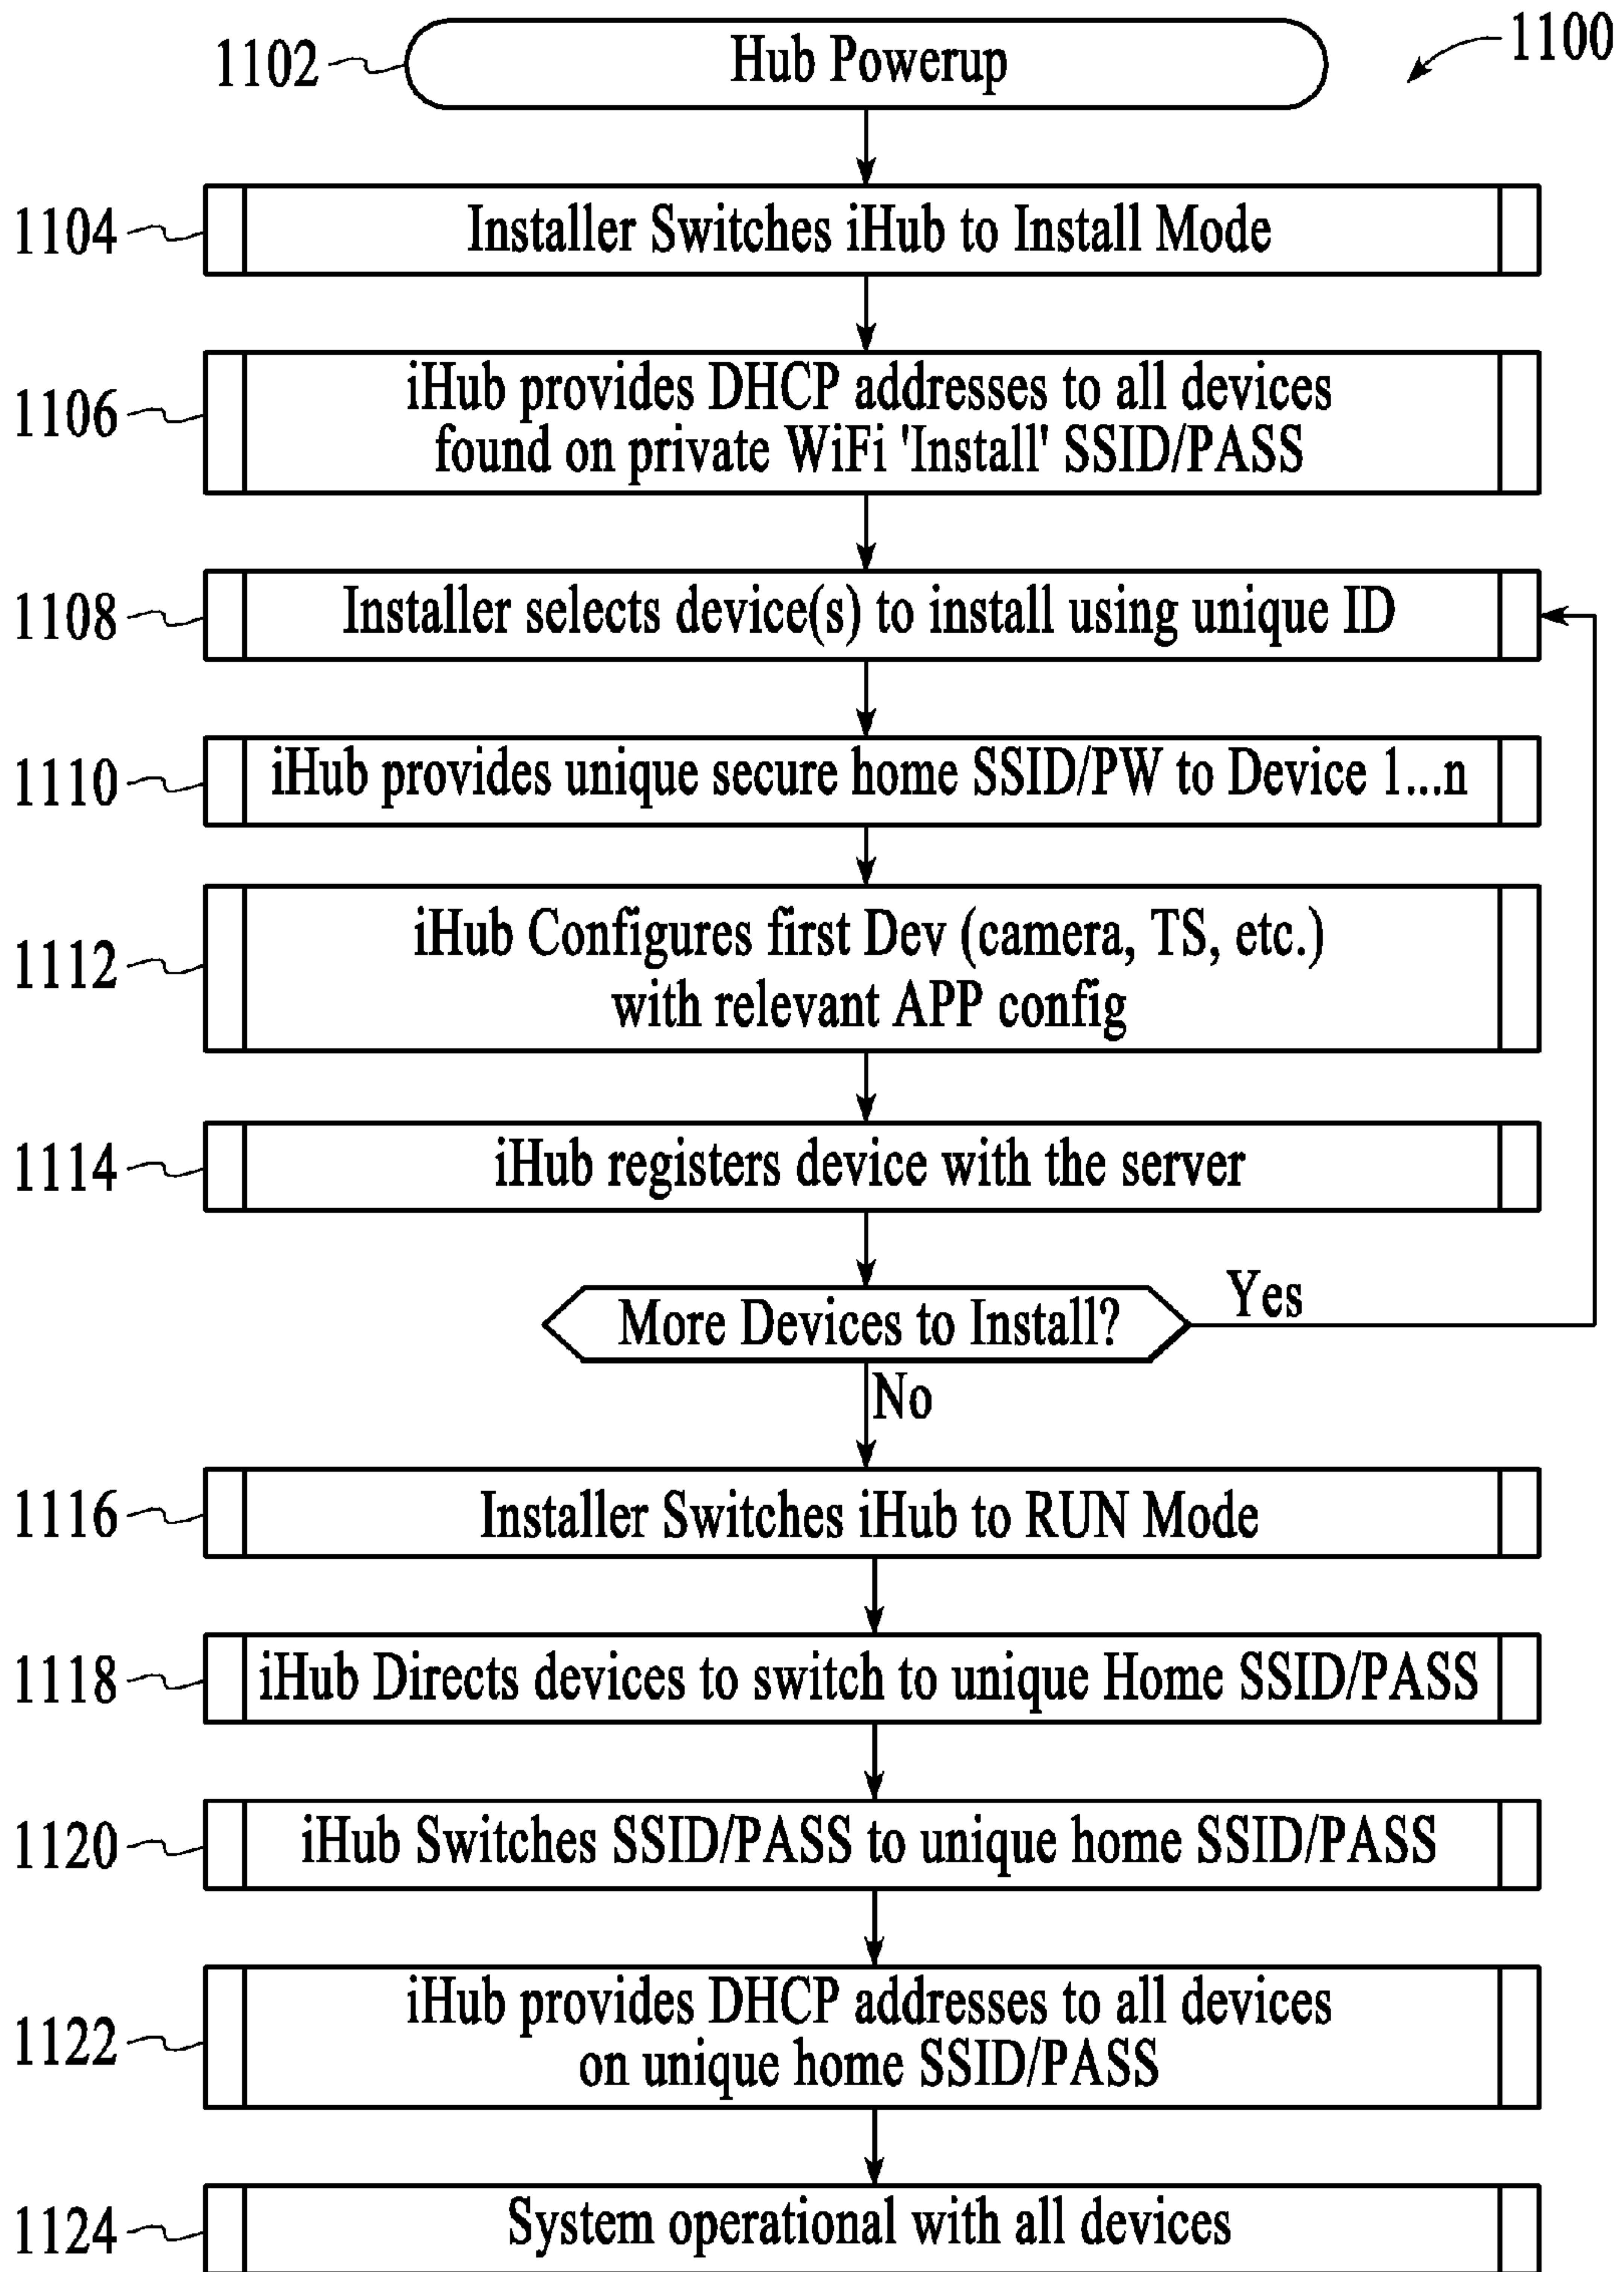 1102
Hub Powerup
1100
1104
Installer Switches iHub to Install Mode
1106
iHub provides DHCP addresses to all devices
found on private WiFi 'Install' SSID/PASS
1108
Installer selects device(s) to install using unique ID
1110
iHub provides unique secure home SSID/PW to Device 1...n
1112
iHub Configures first Dev (camera, TS, etc.)
with relevant APP config
1114
iHub registers device with the server
More Devices to Install?
Yes
No
1116
Installer Switches iHub to RUN Mode
1118
iHub Directs devices to switch to unique Home SSID/PASS
1120
iHub Switches SSID/PASS to unique home SSID/PASS
1122
iHub provides DHCP addresses to all devices
on unique home SSID/PASS
1124
System operational with all devices